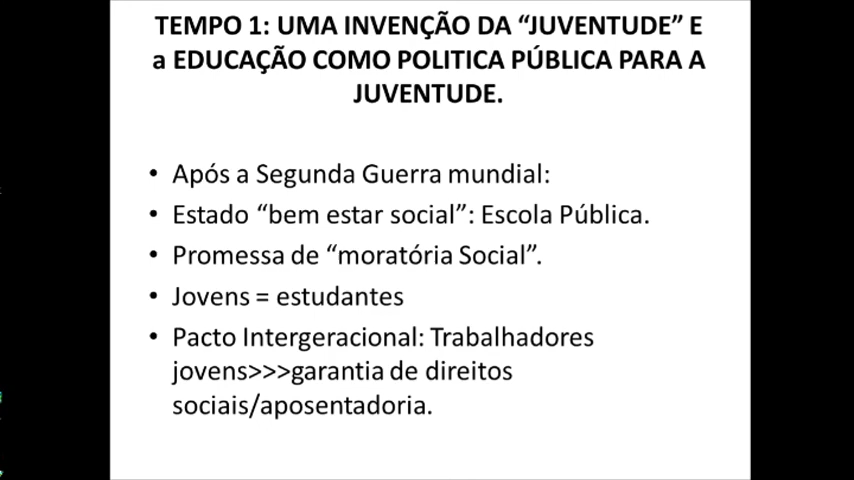 TEMPO 1: UMA INVENÇÃO DA “JUVENTUDE” E
a EDUCAÇÃO COMO POLITICA PÚBLICA PARA A
JUVENTUDE.
• Após a Segunda Guerra mundial:
• Estado “bem estar social”: Escola Pública.
• Promessa de “moratória Social”.
• Jovens = estudantes
• Pacto Intergeracional: Trabalhadores
jovens>>>garantia de direitos
sociais/aposentadoria.